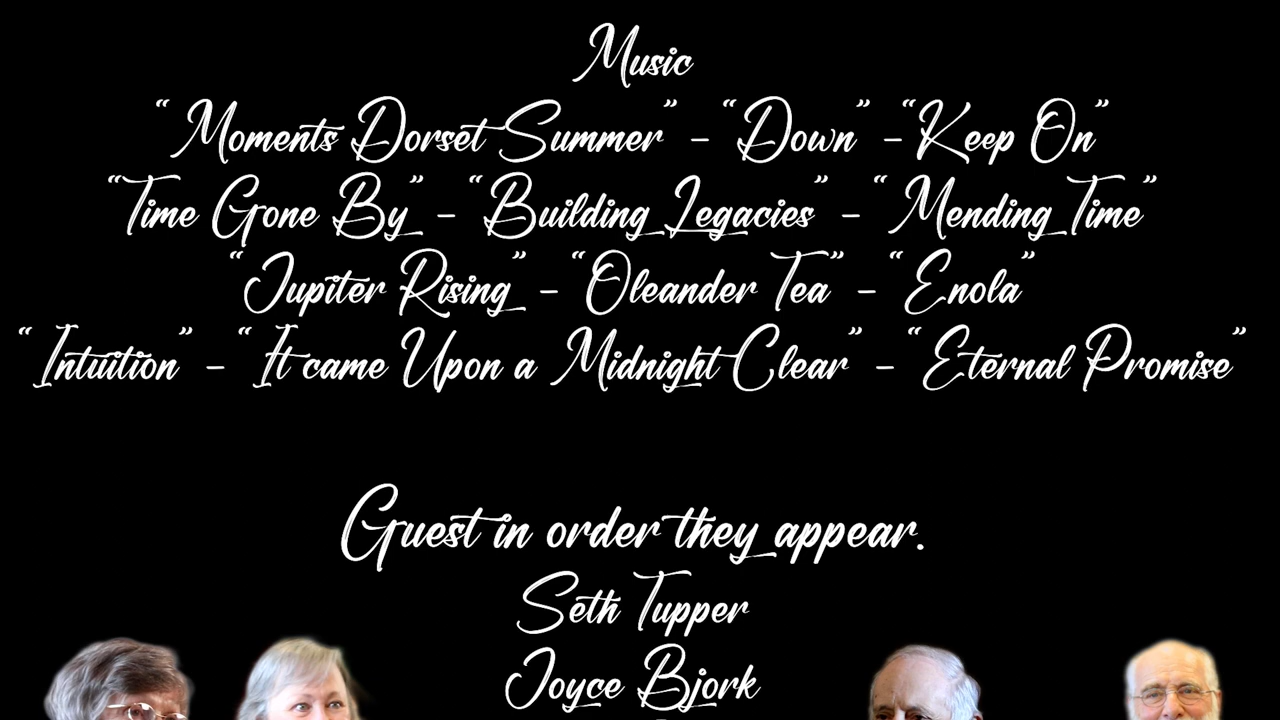 Music
“Moments Dorset Summer” – “Down” – “Keep On”
“Time Gone By” – “Building Legacies” – “Mending Time”
“Jupiter Rising” – “Oleander Tea” – “Enola”
“Intuition” – “It came Upon a Midnight Clear” – “Eternal Promise”
Guest in order they appear.
Seth Tupper
Joyce Bjork